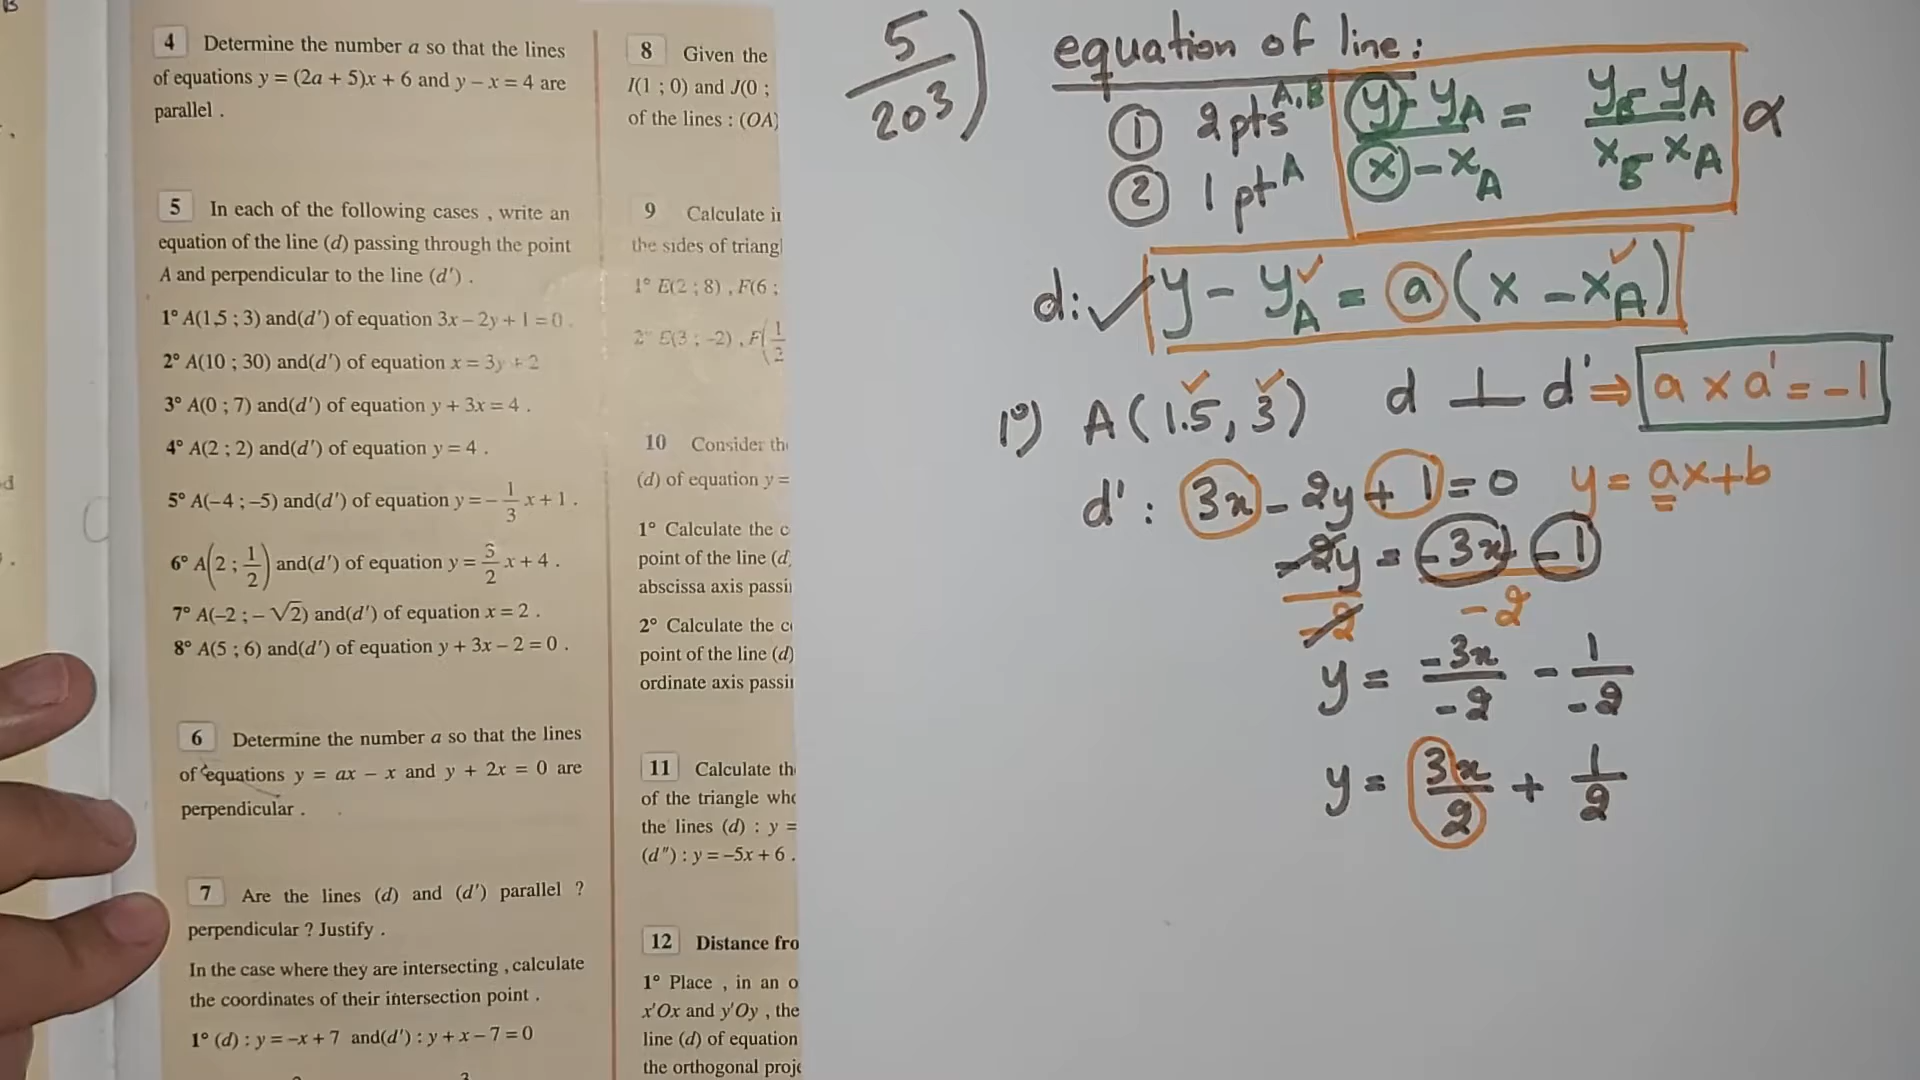 4 Determine the number a so that the lines
of equations y = (2a + 5)x + 6 and y − x = 4 are
parallel .
5 In each of the following cases , write an
equation of the line (d) passing through the point
A and perpendicular to the line (d') .
1° A(1,5 ; 3) and(d') of equation 3x − 2y + 1 = 0 .
2° A(10 ; 30) and(d') of equation x = 3y + 2
3° A(0 ; 7) and(d') of equation y + 3x = 4 .
4° A(2 ; 2) and(d') of equation y = 4 .
5° A(−4 ; −5) and(d') of equation y = − 1/3 x + 1 .
6° A(2 ; 1/2) and(d') of equation y = 5/2 x + 4 .
7° A(−2 ; − √2) and(d') of equation x = 2 .
8° A(5 ; 6) and(d') of equation y + 3x − 2 = 0 .
6 Determine the number a so that the lines
of equations y = ax − x and y + 2x = 0 are
perpendicular .
7 Are the lines (d) and (d') parallel ?
perpendicular ? Justify .
In the case where they are intersecting , calculate
the coordinates of their intersection point .
1° (d) : y = −x + 7 and(d') : y + x − 7 = 0
8 Given the
I(1 ; 0) and J(0 ;
of the lines : (OA)
9 Calculate
the sides of
1° E(2 ; 8) , F(6 ;
2° E(3 ; −2) , F(1/2
10 Consider
(d) of equation y =
1° Calculate the
point of the line (d
abscissa axis
2° Calculate the
point of the line (d)
ordinate axis
11 Calculate
of the triangle
the lines (d) : y =
(d") : y = −5x + 6 .
12 Distance
1° Place , in an
x'Ox and y'Oy , the
line (d) of equation
the orthogonal
5/203)
equation of line:
① 2pts A,B (y − yA)/(x − xA) = (yB − yA)/(xB − xA) α
② 1 pt A
d: ✓ y − yA ✓ = a (x − xA ✓)
1°) A(1.5, 3) d ⊥ d' ⇒ a × a' = −1
d' : 3x − 2y + 1 = 0 y = ax + b
−2y/−2 = (−3x − 1)/−2
y = −3x/−2 − 1/−2
y = 3x/2 + 1/2